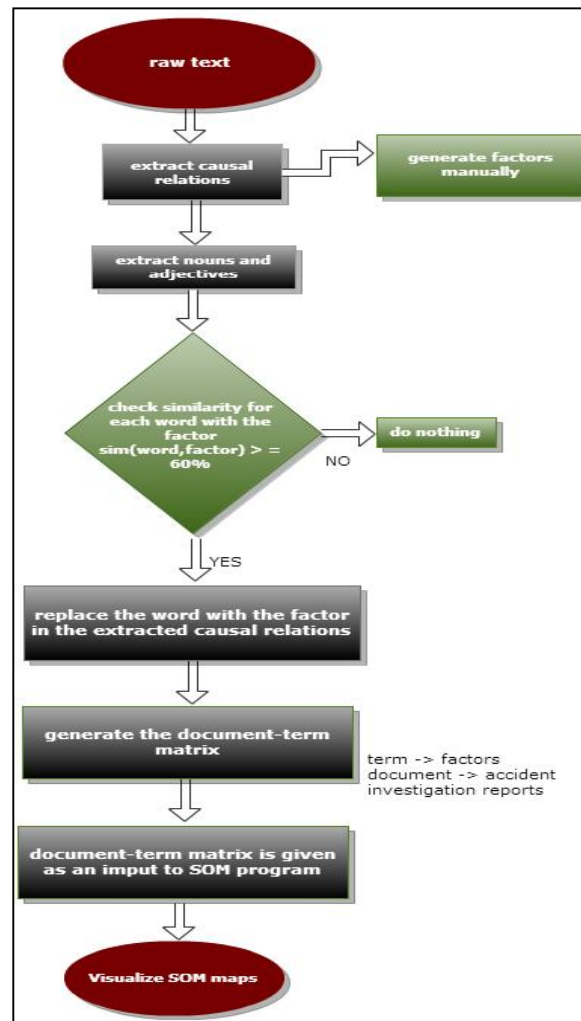 raw text
extract causal
relations
generate factors
manually
extract nouns and
adjectives
check similarity for
each word with the
factor
sim(word,factor) > =
60%
do nothing
NO
YES
replace the word with the factor
in the extracted causal relations
generate the document-term
matrix
term -> factors
document -> accident
investigation reports
document-term matrix is given
as an imput to SOM program
Visualize SOM maps